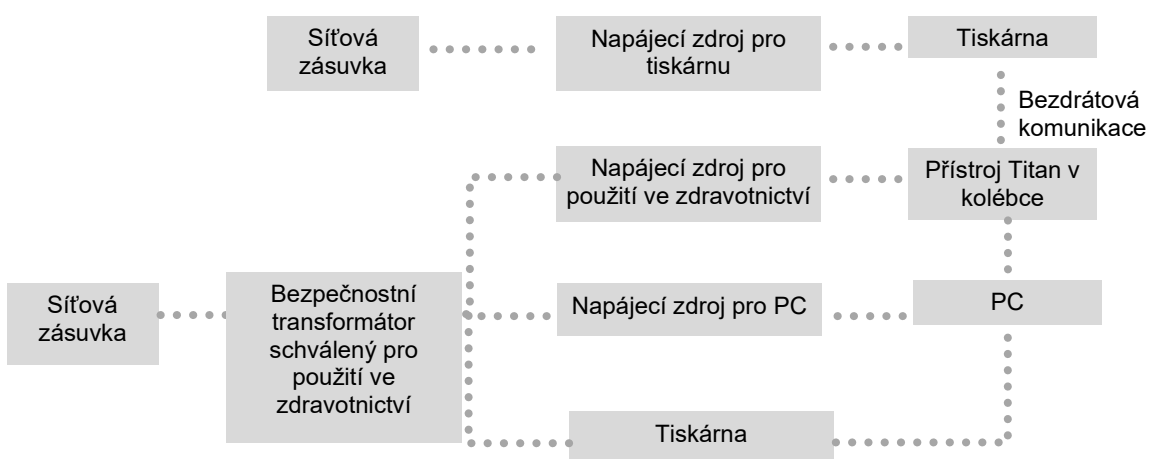 Síťová
zásuvka
Napájecí zdroj pro
tiskárnu
Tiskárna
Bezdrátová
komunikace
Napájecí zdroj pro
použití ve zdravotnictví
Přístroj Titan v
kolébce
Síťová
zásuvka
Bezpečnostní
transformátor
schválený pro
použití ve
zdravotnictví
Napájecí zdroj pro PC
PC
Tiskárna